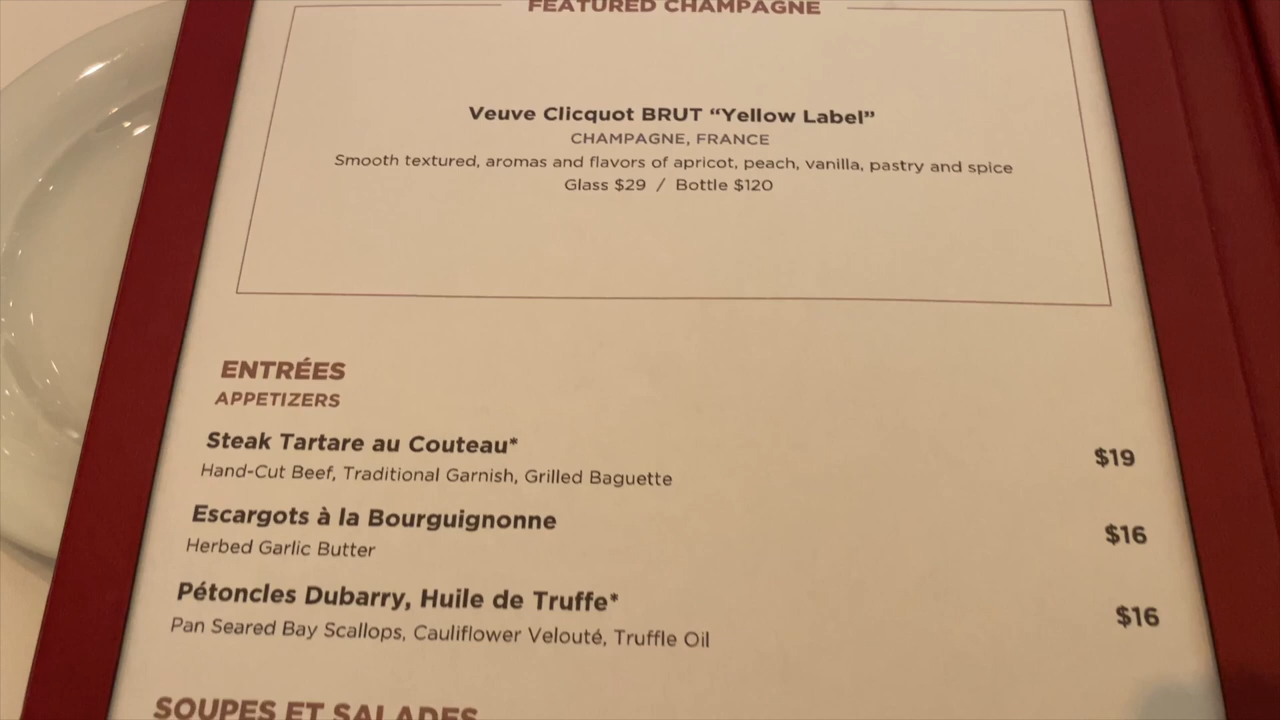 FEATURED CHAMPAGNE
Veuve Clicquot BRUT “Yellow Label”
CHAMPAGNE, FRANCE
Smooth textured, aromas and flavors of apricot, peach, vanilla, pastry and spice
Glass $29 / Bottle $120
ENTRÉES
APPETIZERS
Steak Tartare au Couteau* $19
Hand-Cut Beef, Traditional Garnish, Grilled Baguette
Escargots à la Bourguignonne $16
Herbed Garlic Butter
Pétoncles Dubarry, Huile de Truffe* $16
Pan Seared Bay Scallops, Cauliflower Velouté, Truffle Oil
SOUPES ET SALADES